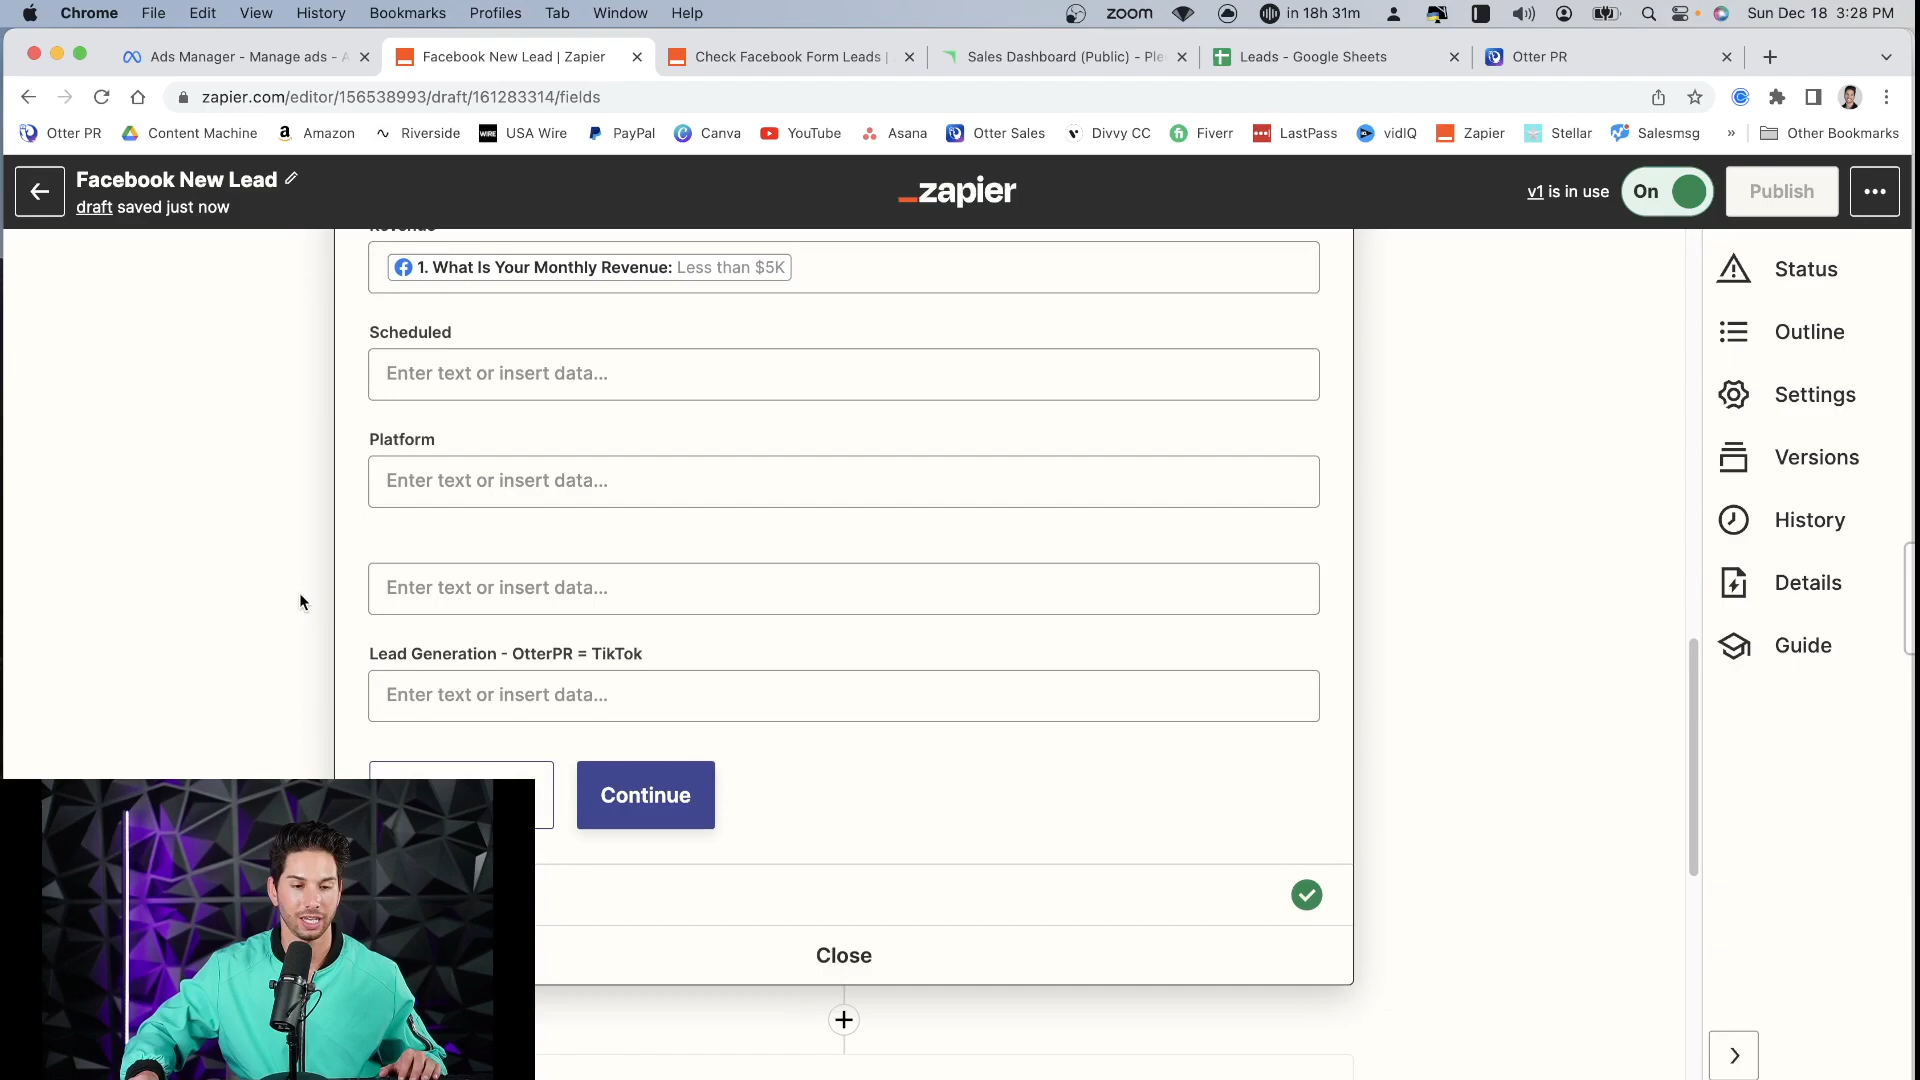 Chrome File Edit View History Bookmarks Profiles Tab Window Help zoom in 18h 31m Sun Dec 18 3:28 PM
Ads Manager - Manage ads - A Facebook New Lead | Zapier Check Facebook Form Leads | Sales Dashboard (Public) - Ple Leads - Google Sheets Otter PR
zapier.com/editor/156538993/draft/161283314/fields
Otter PR Content Machine Amazon Riverside USA Wire PayPal Canva YouTube Asana Otter Sales Divvy CC Fiverr LastPass vidIQ Zapier Stellar Salesmsg » Other Bookmarks
Facebook New Lead
draft saved just now
zapier
v1 is in use
On
Publish
Revenue
1. What Is Your Monthly Revenue: Less than $5K
Scheduled
Enter text or insert data...
Platform
Enter text or insert data...
Enter text or insert data...
Lead Generation - OtterPR = TikTok
Enter text or insert data...
Continue
Close
Status
Outline
Settings
Versions
History
Details
Guide